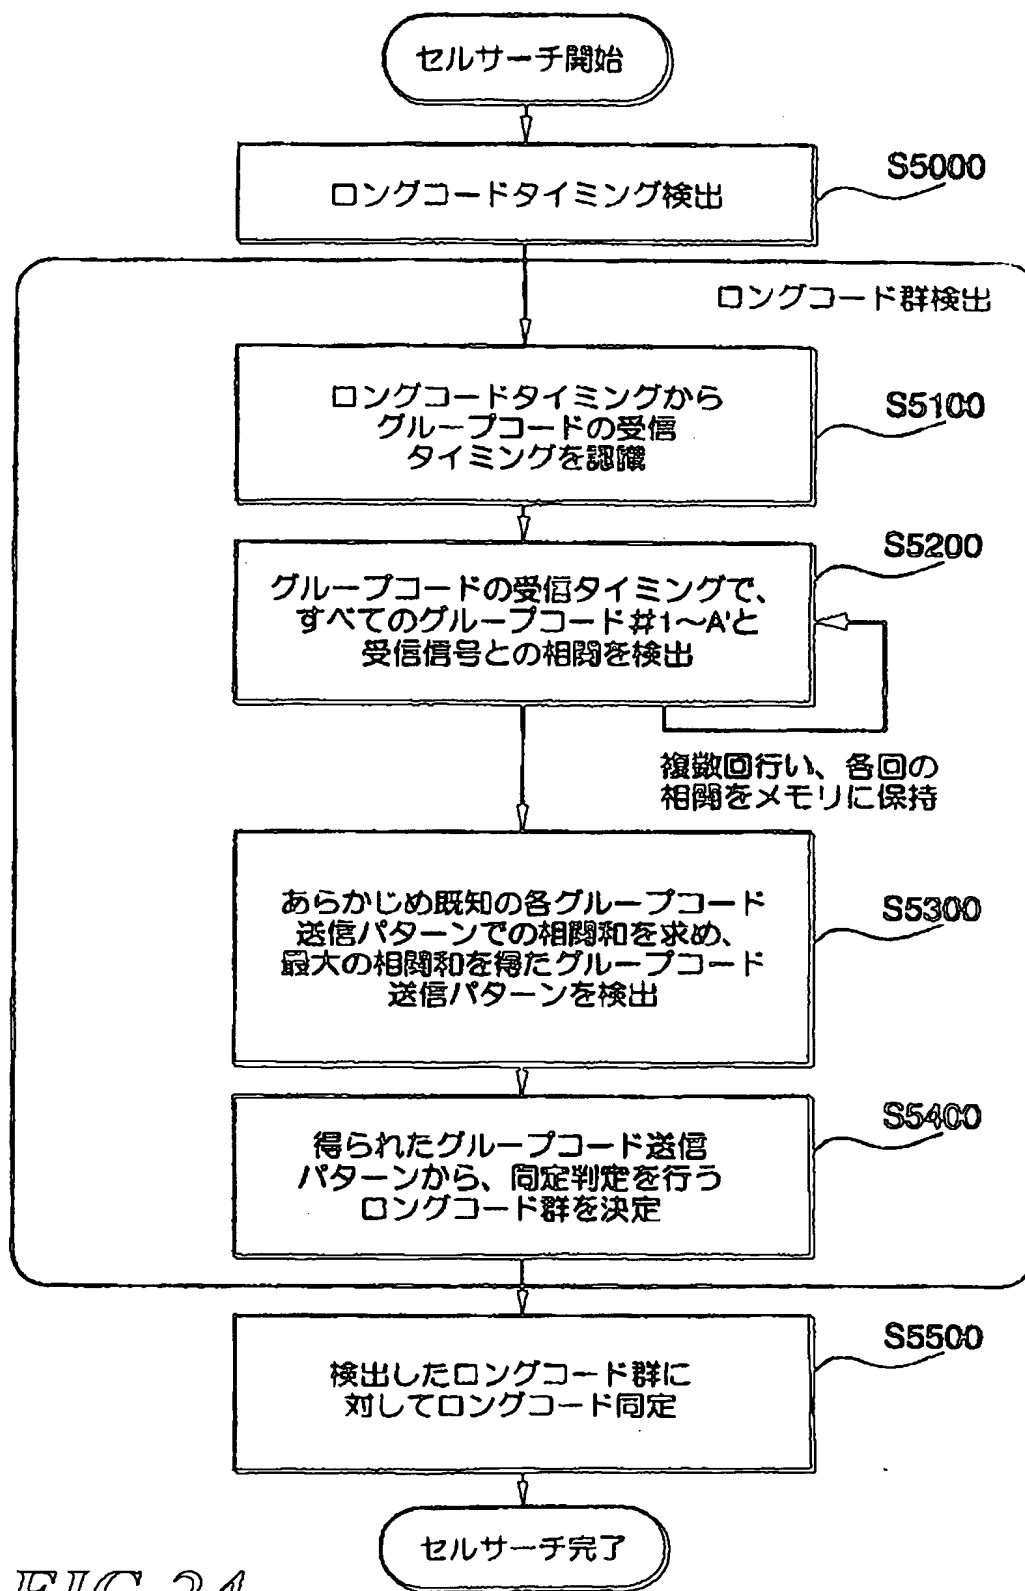 セルサーチ開始
ロングコードタイミング検出
S5000
ロングコード群検出
ロングコードタイミングから
グループコードの受信
タイミングを認識
S5100
グループコードの受信タイミングで、
すべてのグループコード#1〜A'と
受信信号との相関を検出
S5200
複数回行い、各回の
相関をメモリに保持
あらかじめ既知の各グループコード
送信パターンでの相関和を求め、
最大の相関和を得たグループコード
送信パターンを検出
S5300
得られたグループコード送信
パターンから、同定判定を行う
ロングコード群を決定
S5400
検出したロングコード群に
対してロングコード同定
S5500
セルサーチ完了
FIG.24